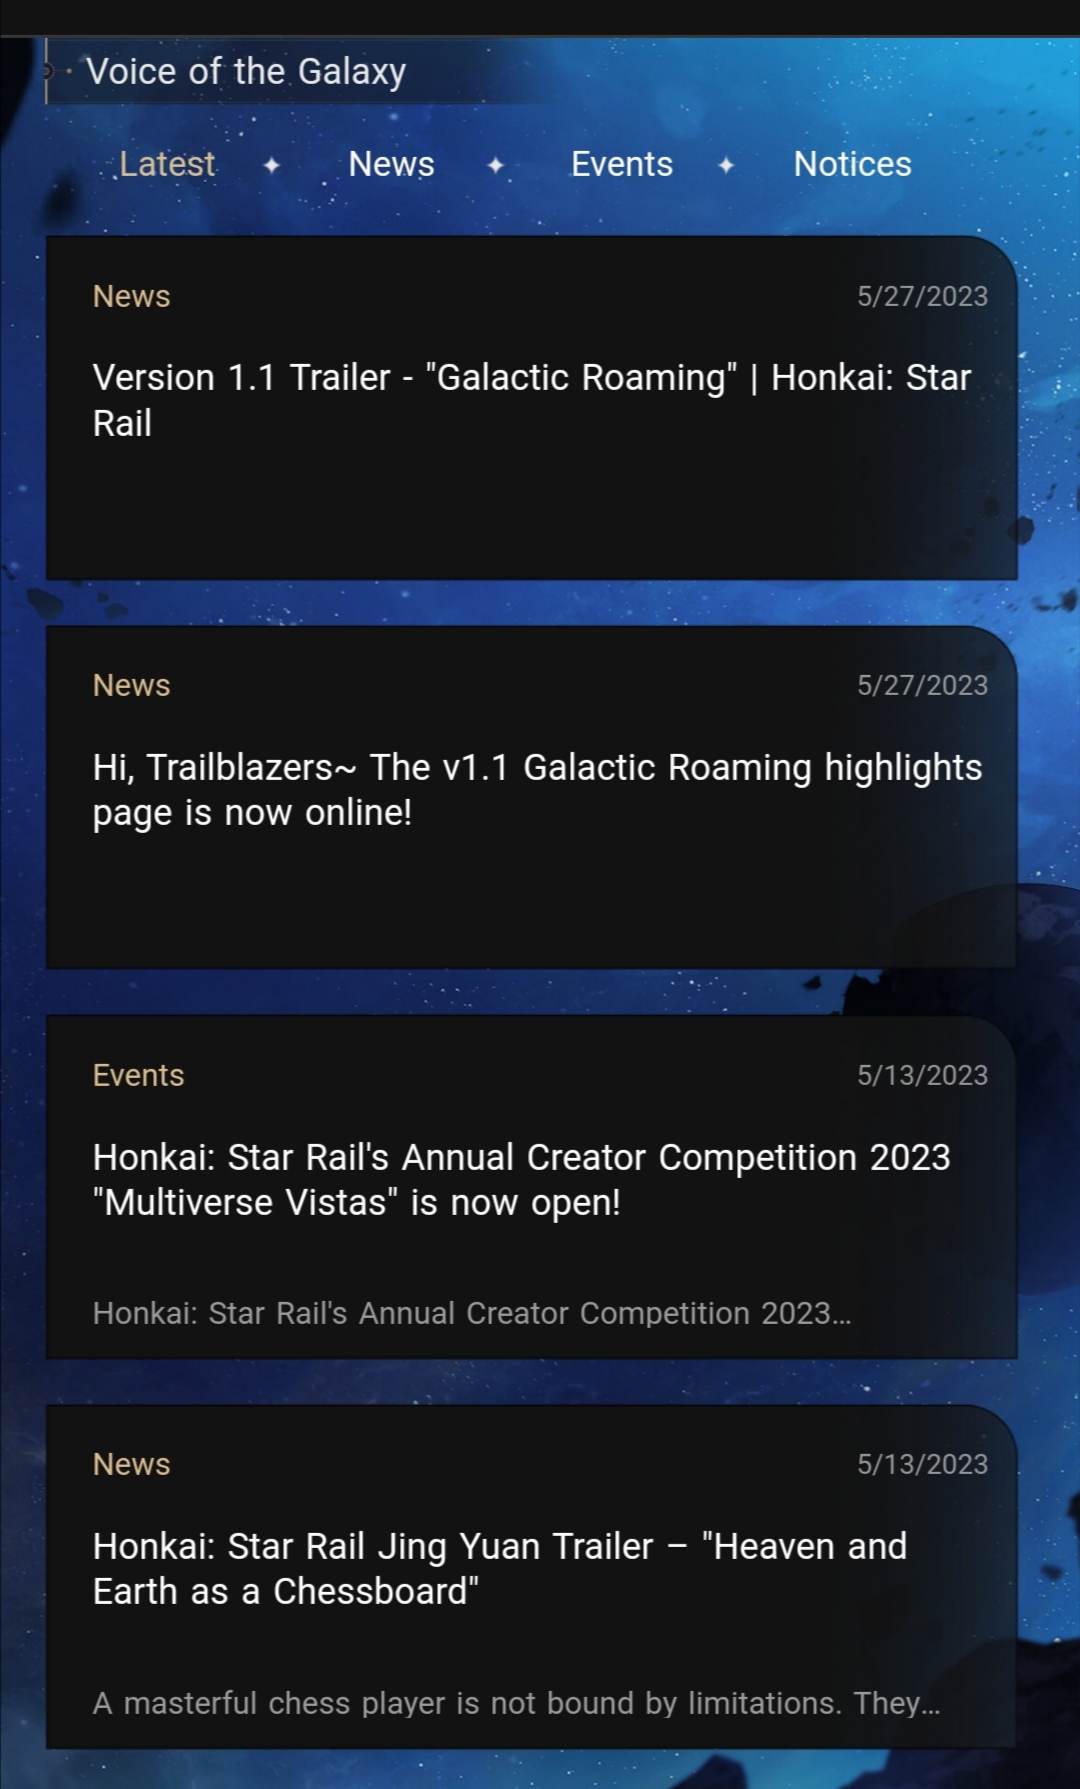 Voice of the Galaxy
Latest ✦ News ✦ Events ✦ Notices
News 5/27/2023
Version 1.1 Trailer - "Galactic Roaming" | Honkai: Star
Rail
News 5/27/2023
Hi, Trailblazers~ The v1.1 Galactic Roaming highlights
page is now online!
Events 5/13/2023
Honkai: Star Rail's Annual Creator Competition 2023
"Multiverse Vistas" is now open!
Honkai: Star Rail's Annual Creator Competition 2023...
News 5/13/2023
Honkai: Star Rail Jing Yuan Trailer – "Heaven and
Earth as a Chessboard"
A masterful chess player is not bound by limitations. They...